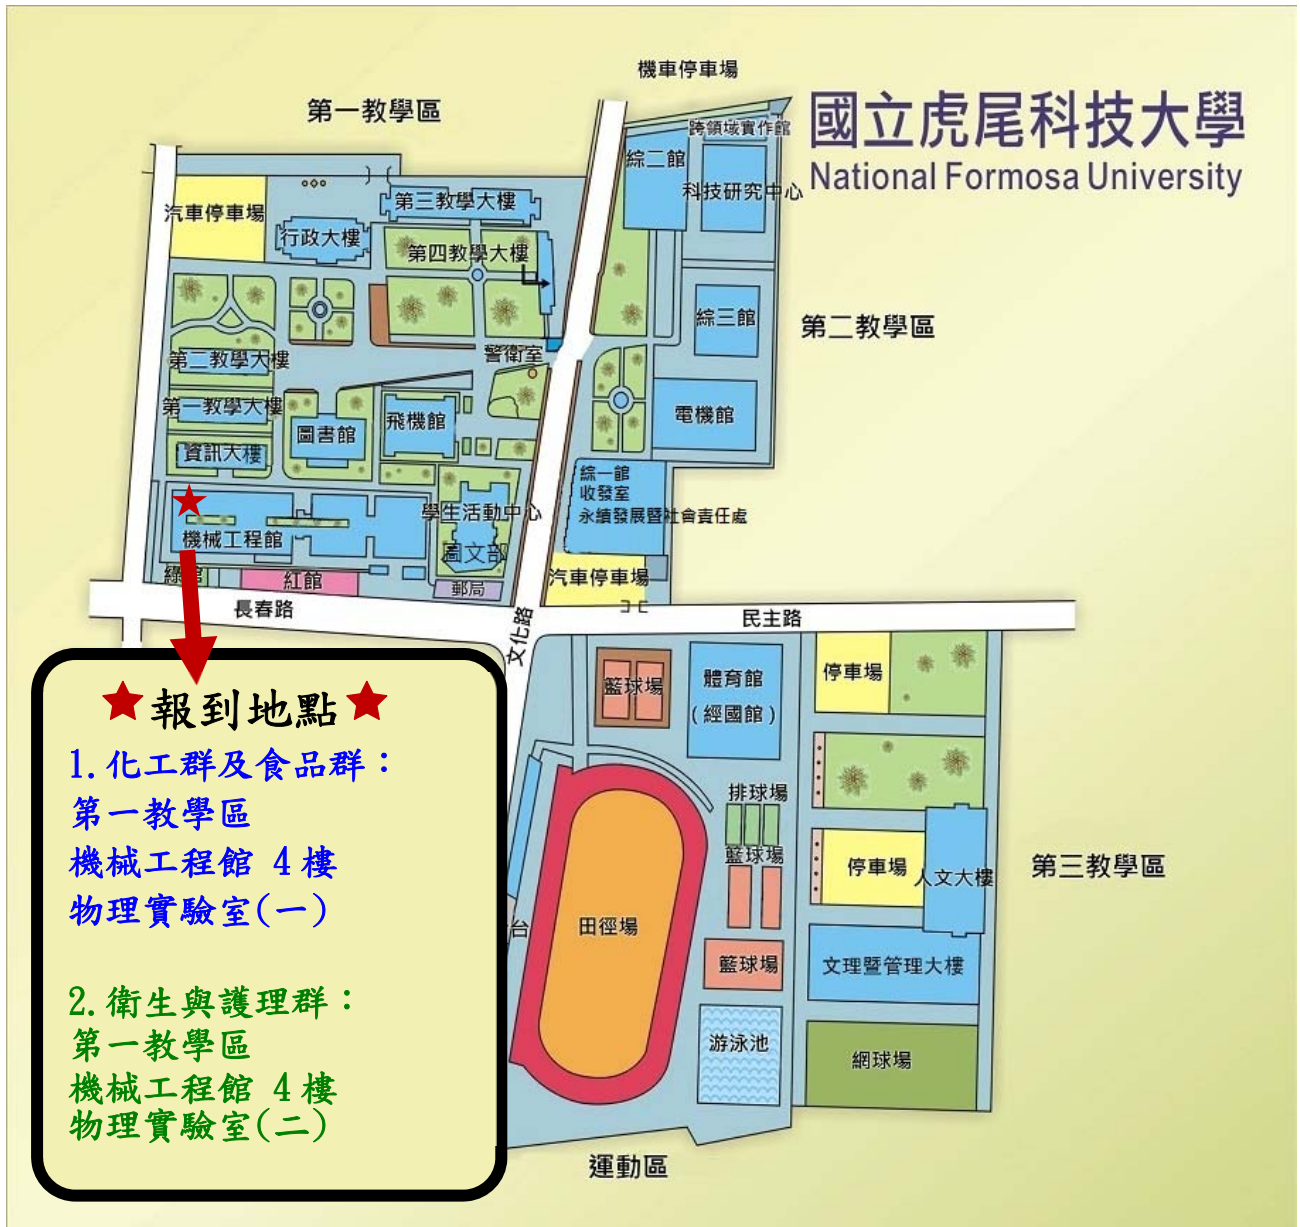 機車停車場
國立虎尾科技大學
National Formosa University
第一教學區
跨領域實作館
綜二館
科技研究中心
汽車停車場
第三教學大樓
行政大樓
第四教學大樓
綜三館
第二教學區
警衛室
第二教學大樓
第一教學大樓
圖書館
飛機館
電機館
資訊大樓
綜一館
收發室
永續發展暨社會責任處
學生活動中心
機械工程館
圖文部
綠館
紅館
郵局
汽車停車場
長春路
文化路
民主路
籃球場
體育館
(經國館)
停車場
報到地點
1.化工群及食品群：
第一教學區
機械工程館 4樓
物理實驗室(一)
2.衛生與護理群：
第一教學區
機械工程館 4樓
物理實驗室(二)
排球場
籃球場
停車場
人文大樓
第三教學區
台
田徑場
籃球場
文理暨管理大樓
游泳池
網球場
運動區